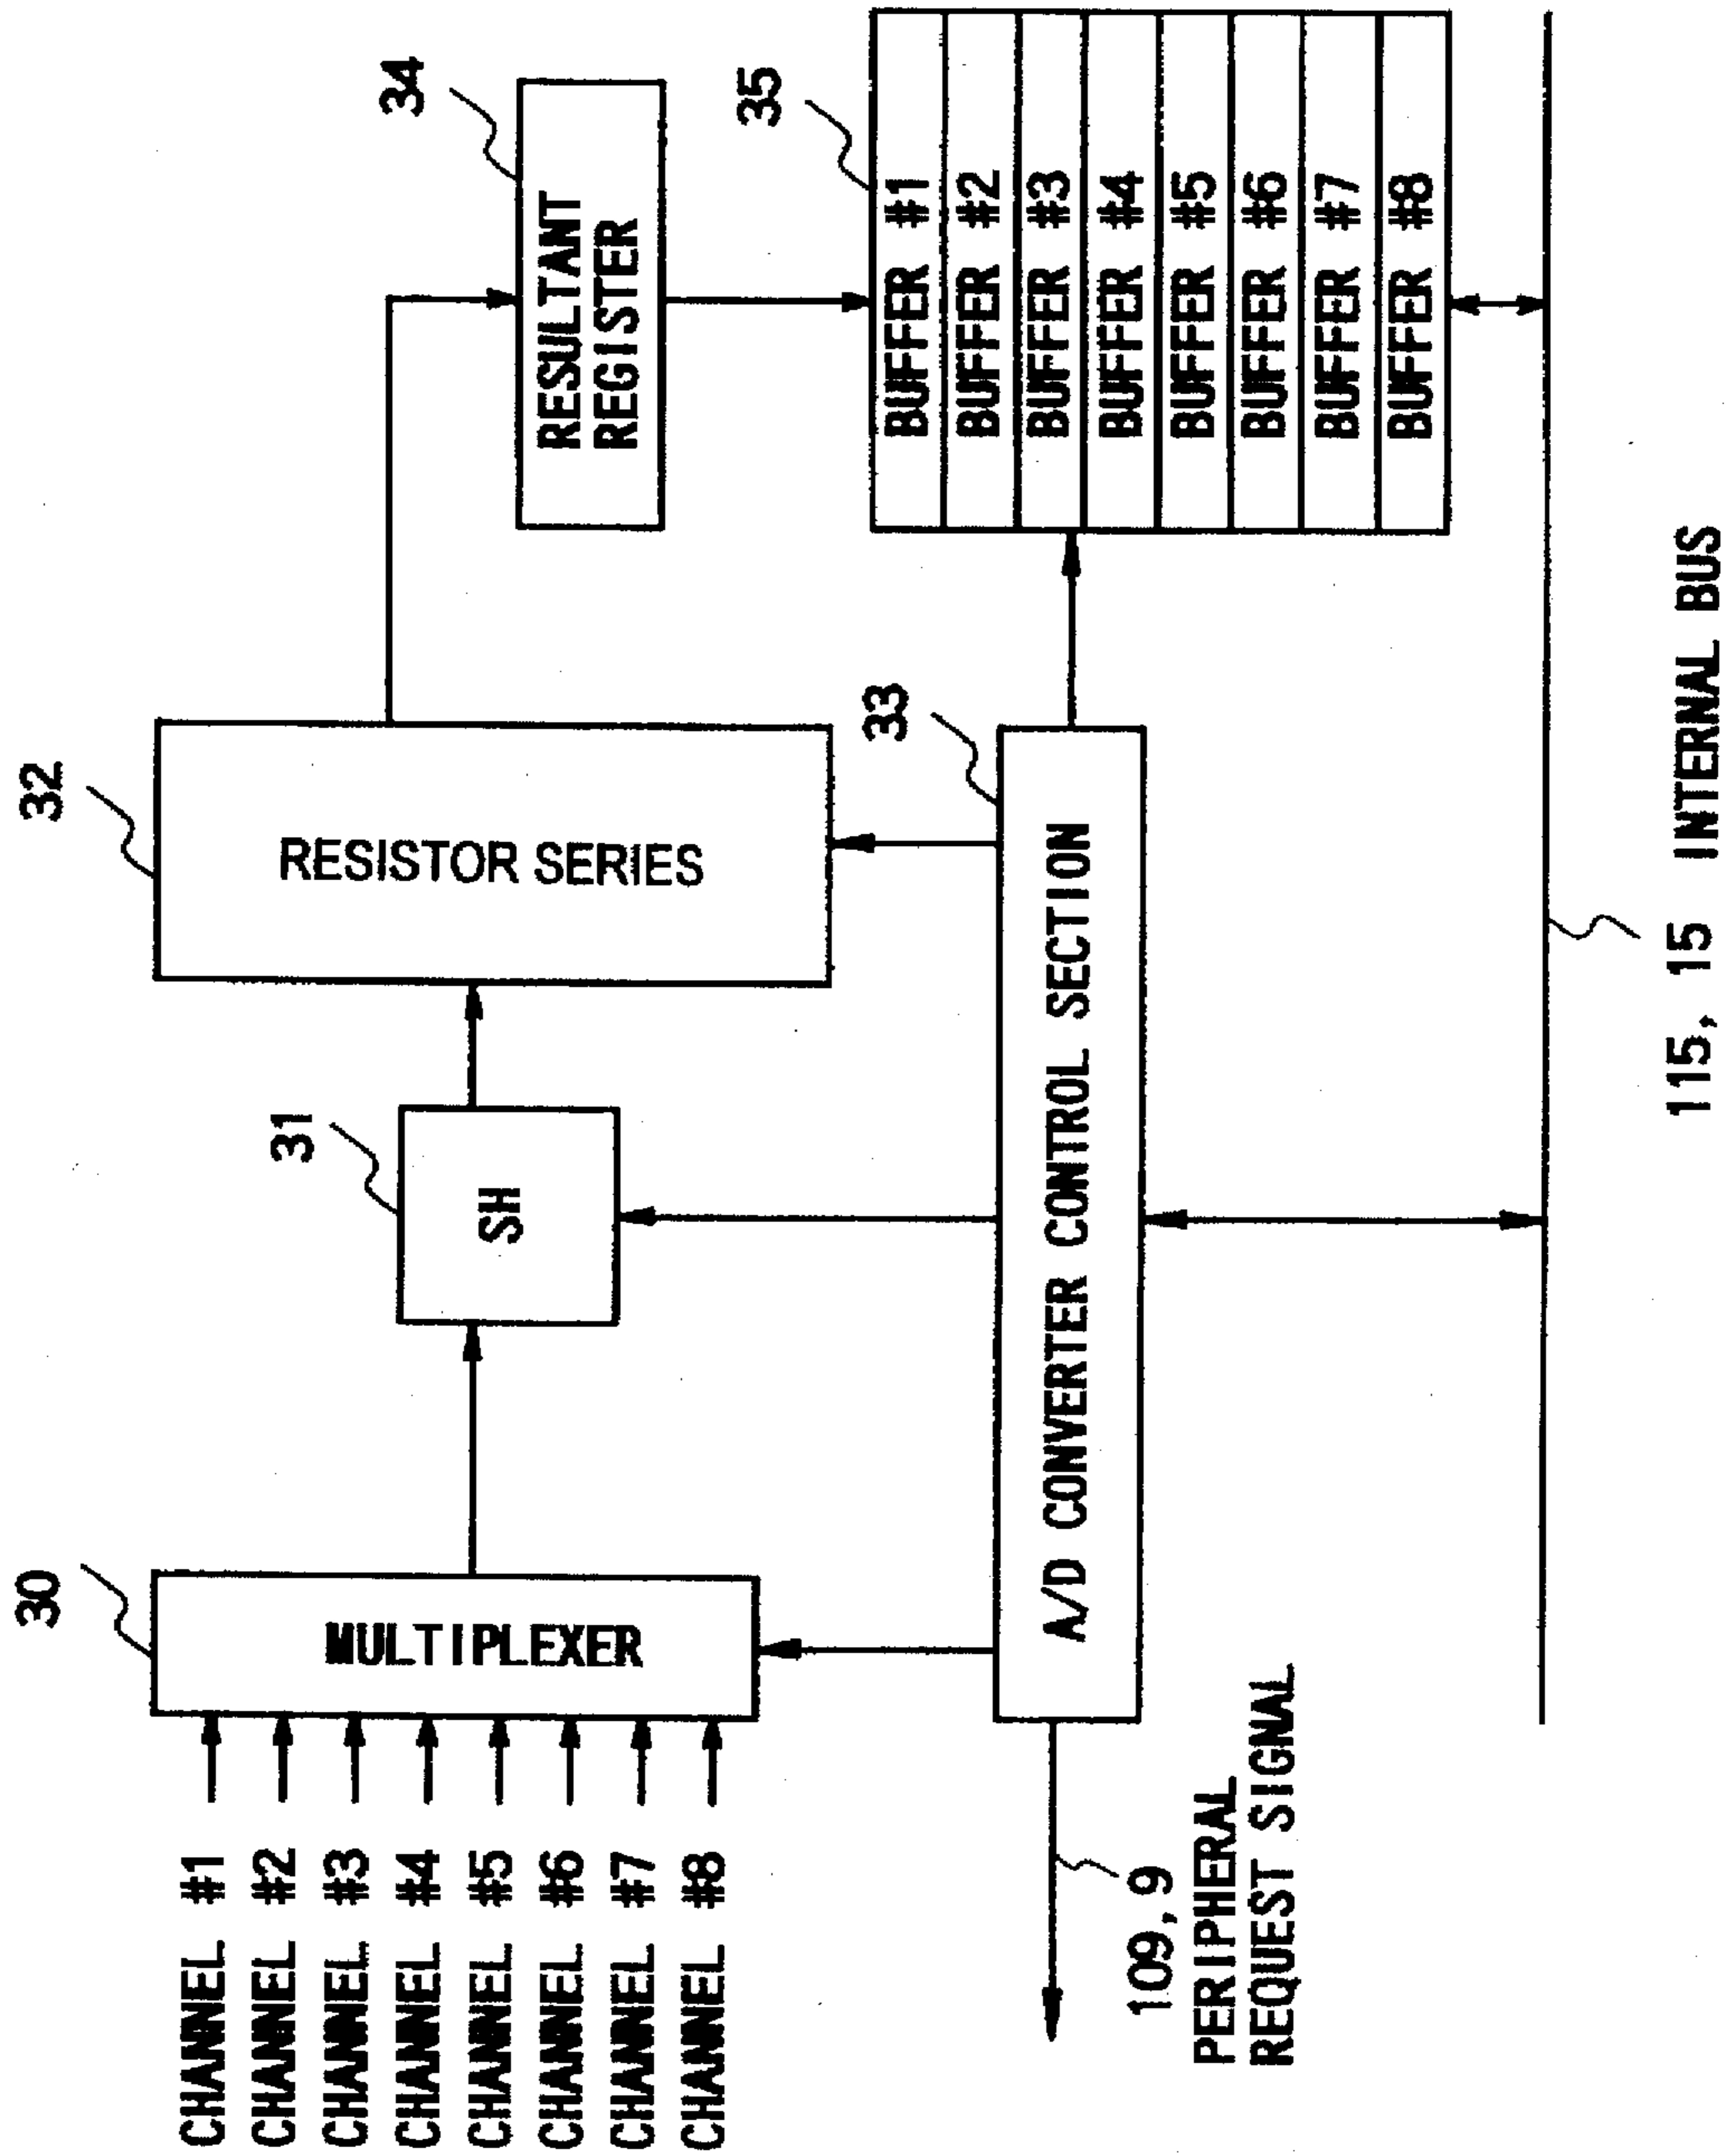 30
31
32
34
CHANNEL #1
CHANNEL #2
CHANNEL #3
CHANNEL #4
CHANNEL #5
CHANNEL #6
CHANNEL #7
CHANNEL #8
MULTIPLEXER
SH
RESISTOR SERIES
RESULTANT
REGISTER
33
35
A/D CONVERTER CONTROL SECTION
BUFFER #1
BUFFER #2
BUFFER #3
BUFFER #4
BUFFER #5
BUFFER #6
BUFFER #7
BUFFER #8
109, 9
PERIPHERAL
REQUEST SIGNAL
115, 15 INTERNAL BUS